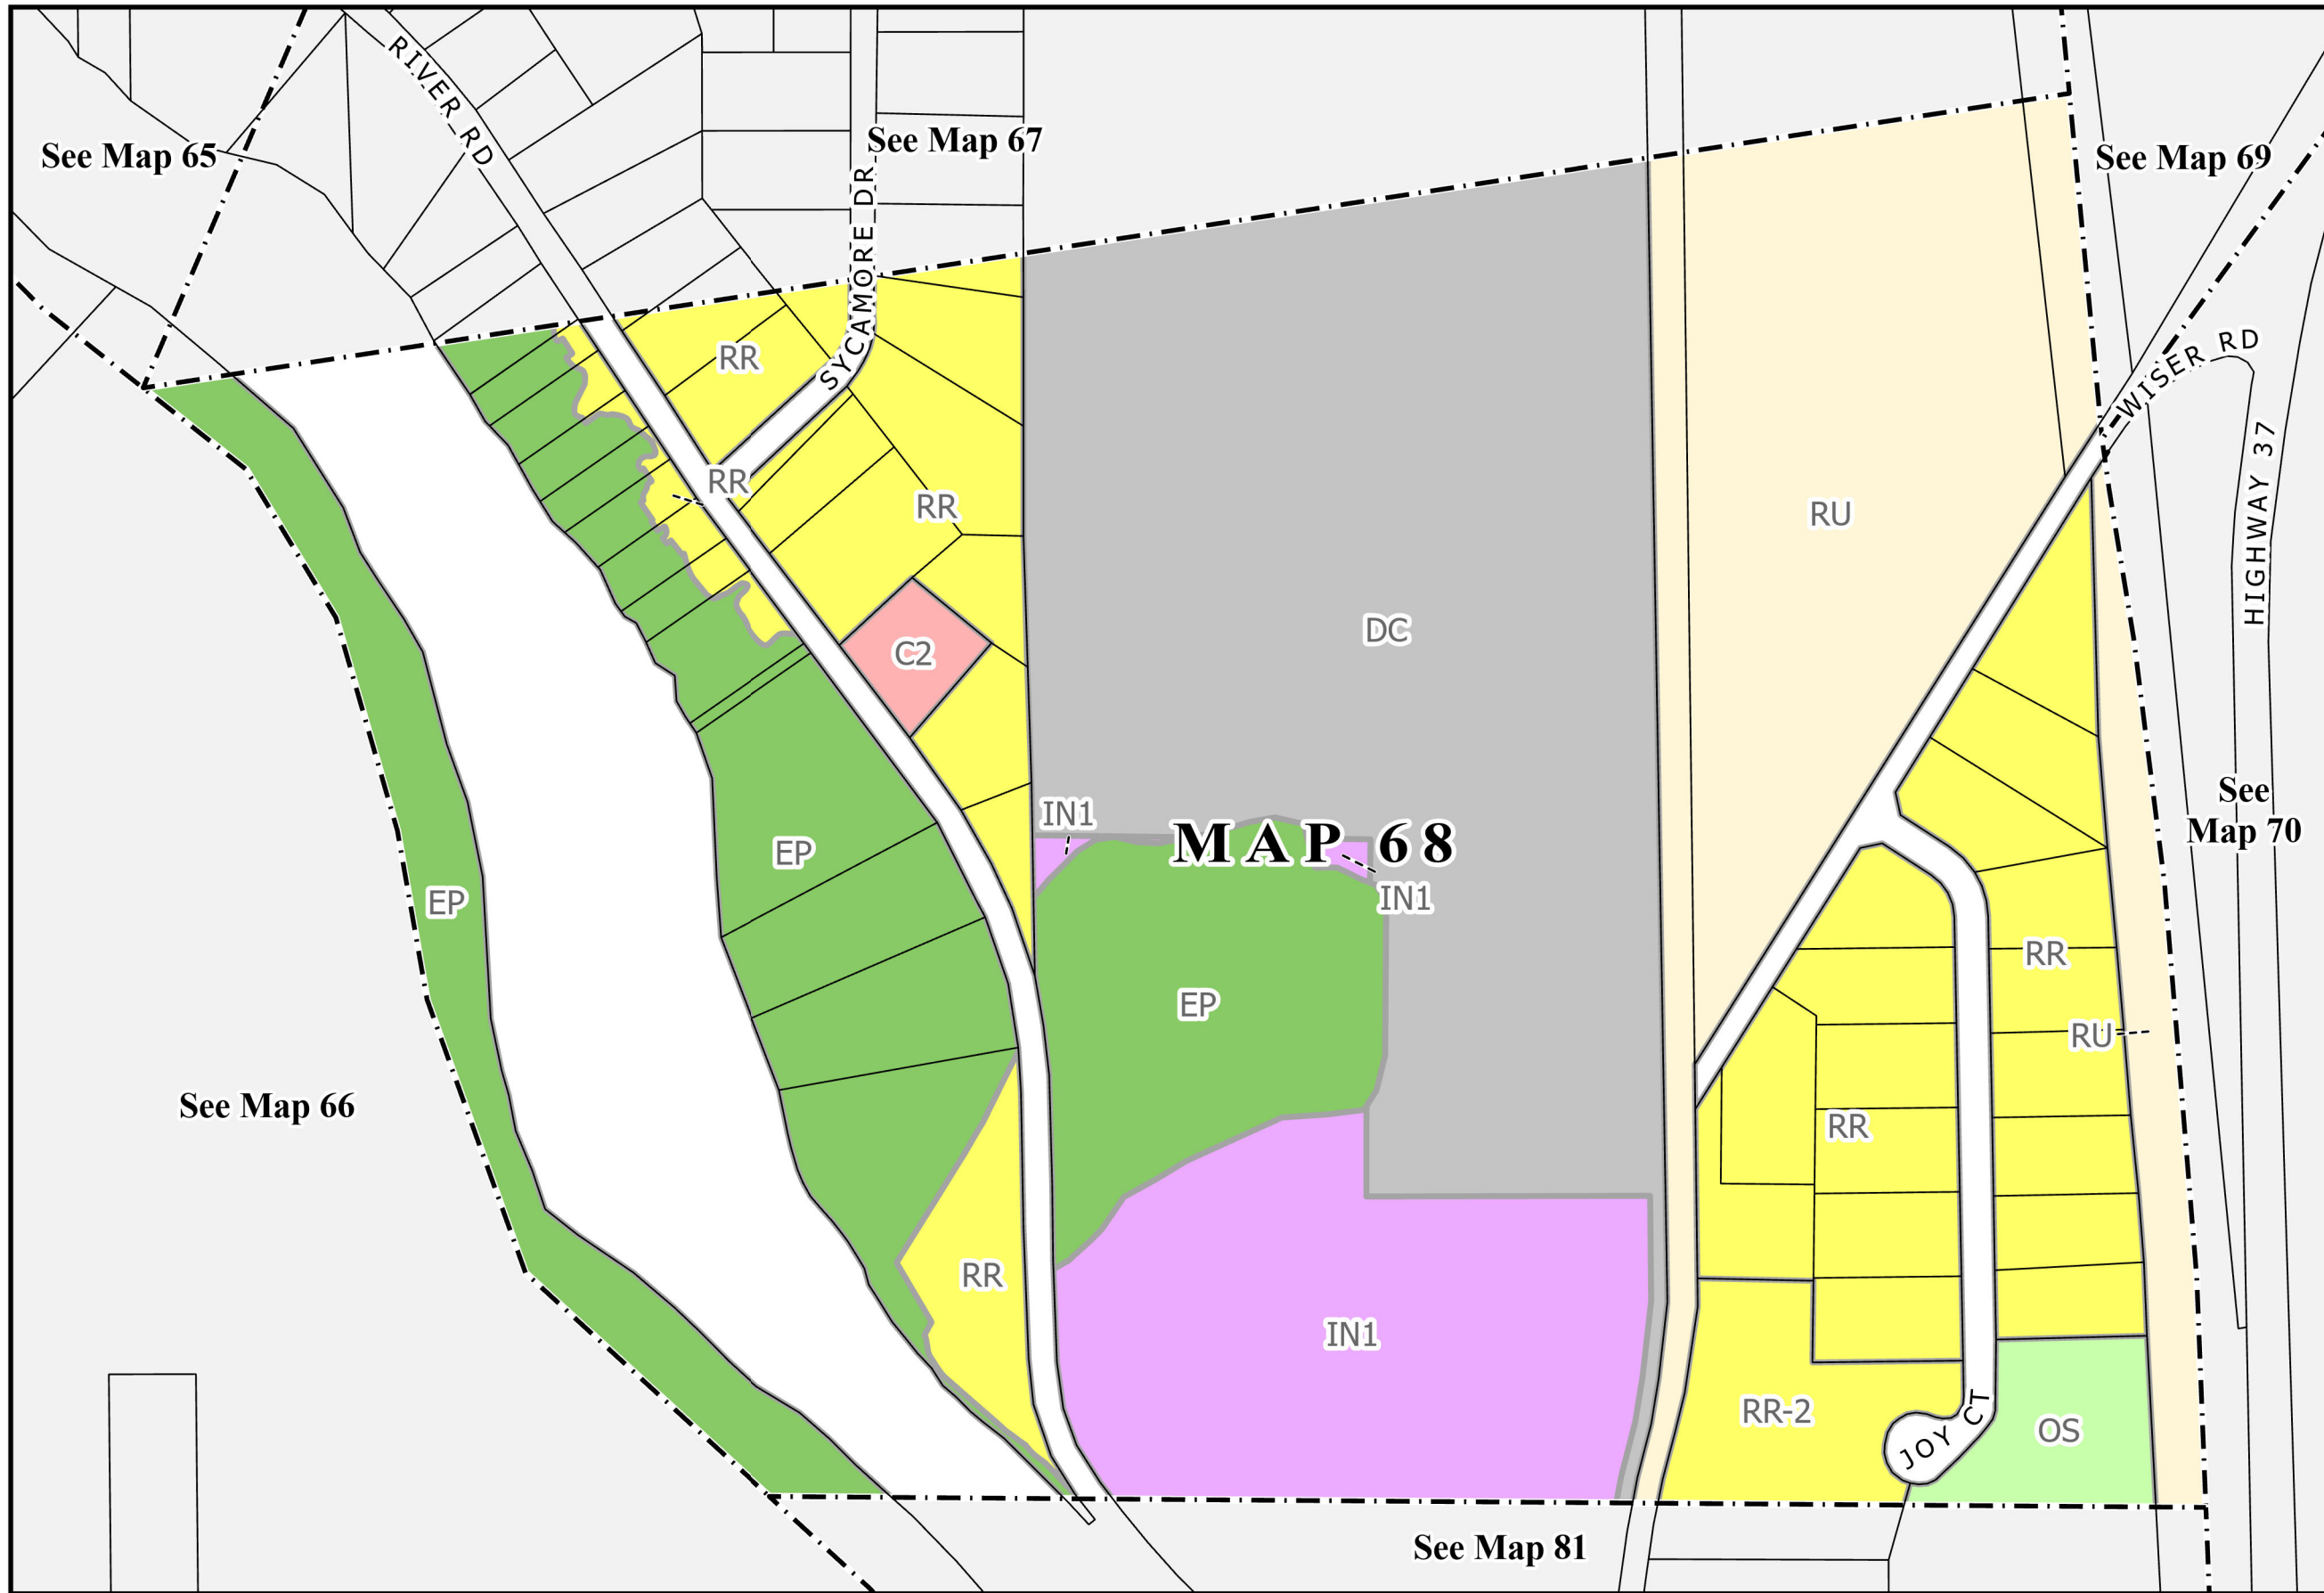 RIVER RD
See Map 65
See Map 67
See Map 69
SYCAMORE DR
RR
WISER RD
RR
RR
RU
HIGHWAY 37
DC
C2
See
Map 70
IN1
MAP 68
EP
EP
IN1
RR
EP
RU
See Map 66
RR
RR
IN1
RR-2
OS
JOY CT
See Map 81